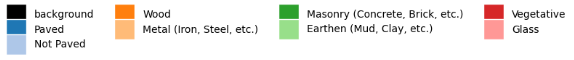 background Wood Masonry (Concrete, Brick, etc.) Vegetative
Paved Metal (Iron, Steel, etc.) Earthen (Mud, Clay, etc.) Glass
Not Paved